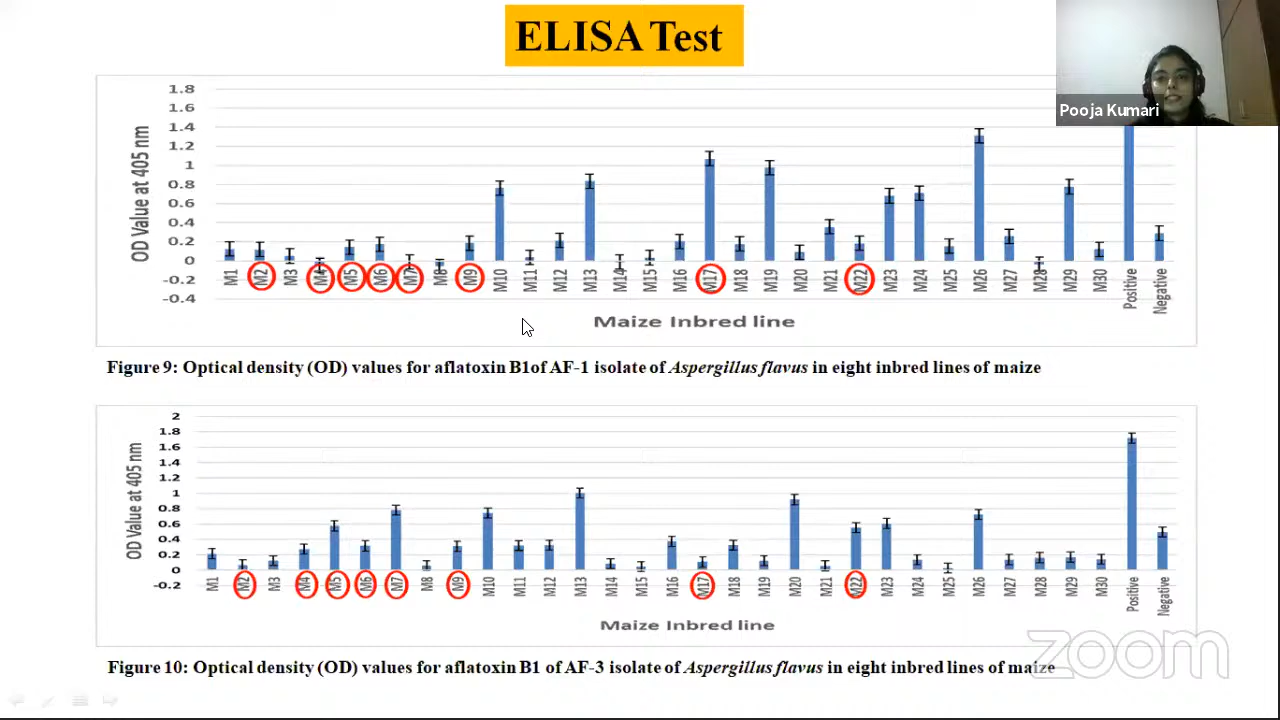 ELISA Test
Pooja Kumari
OD Value at 405 nm
1.8
1.6
1.4
1.2
1
0.8
0.6
0.4
0.2
0
-0.2
-0.4
M1 M2 M3 M4 M5 M6 M7 M8 M9 M10 M11 M12 M13 M14 M15 M16 M17 M18 M19 M20 M21 M22 M23 M24 M25 M26 M27 M28 M29 M30 Positive Negative
Maize Inbred line
Figure 9: Optical density (OD) values for aflatoxin B1of AF-1 isolate of Aspergillus flavus in eight inbred lines of maize
OD Value at 405 nm
2
1.8
1.6
1.4
1.2
1
0.8
0.6
0.4
0.2
0
-0.2
M1 M2 M3 M4 M5 M6 M7 M8 M9 M10 M11 M12 M13 M14 M15 M16 M17 M18 M19 M20 M21 M22 M23 M24 M25 M26 M27 M28 M29 M30 Positive Negative
Maize Inbred line
zoom
Figure 10: Optical density (OD) values for aflatoxin B1 of AF-3 isolate of Aspergillus flavus in eight inbred lines of maize